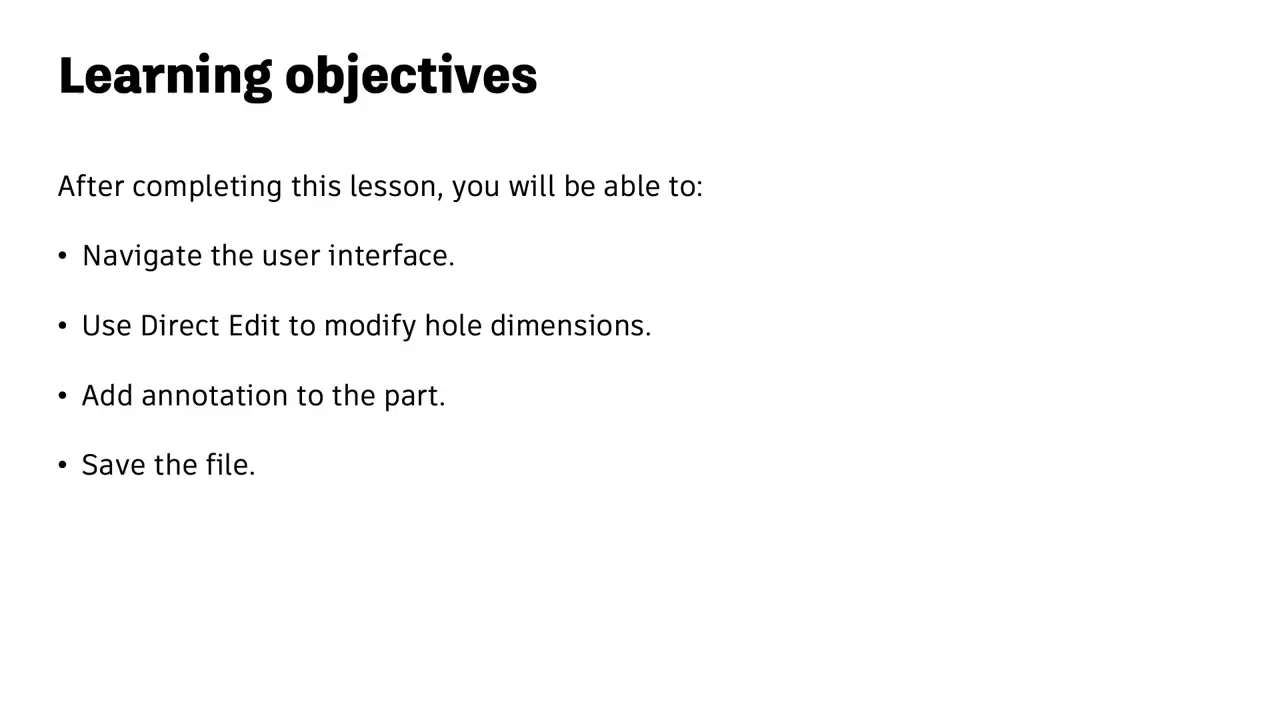 Learning objectives
After completing this lesson, you will be able to:
• Navigate the user interface.
• Use Direct Edit to modify hole dimensions.
• Add annotation to the part.
• Save the file.